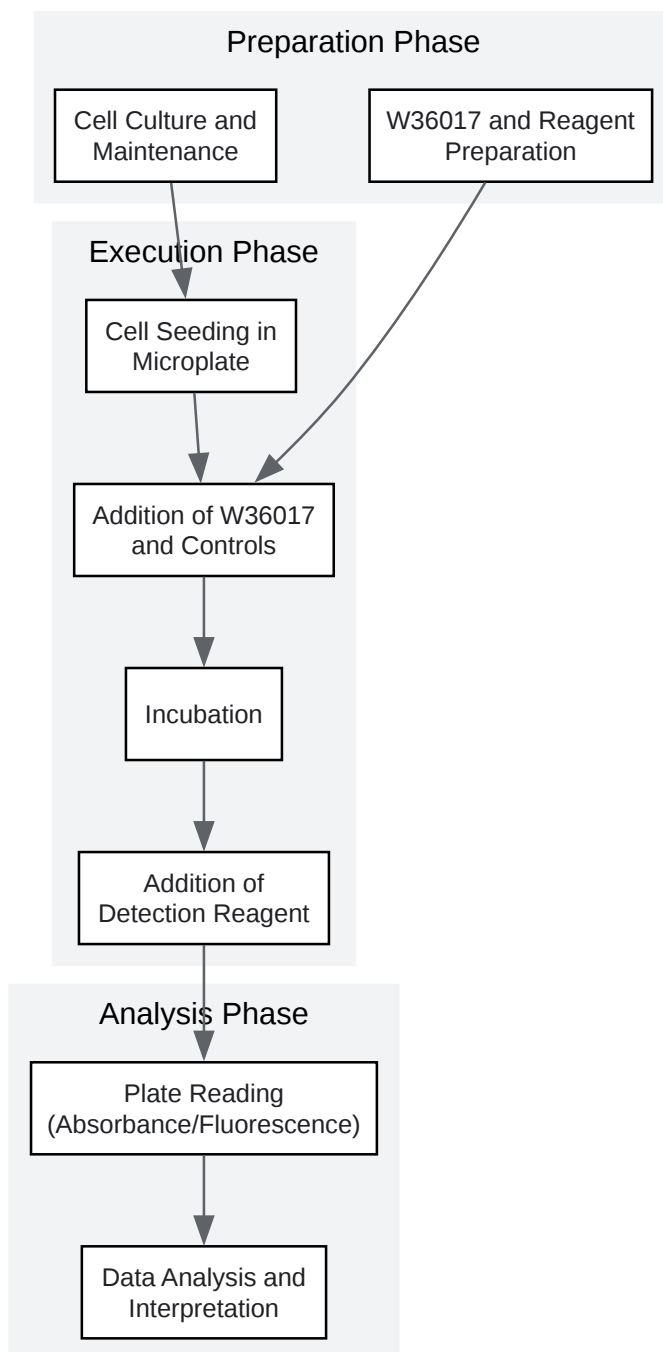 Preparation Phase
Cell Culture and
Maintenance
W36017 and Reagent
Preparation
Execution Phase
Cell Seeding in
Microplate
Addition of W36017
and Controls
Incubation
Addition of
Detection Reagent
Analysis Phase
Plate Reading
(Absorbance/Fluorescence)
Data Analysis and
Interpretation